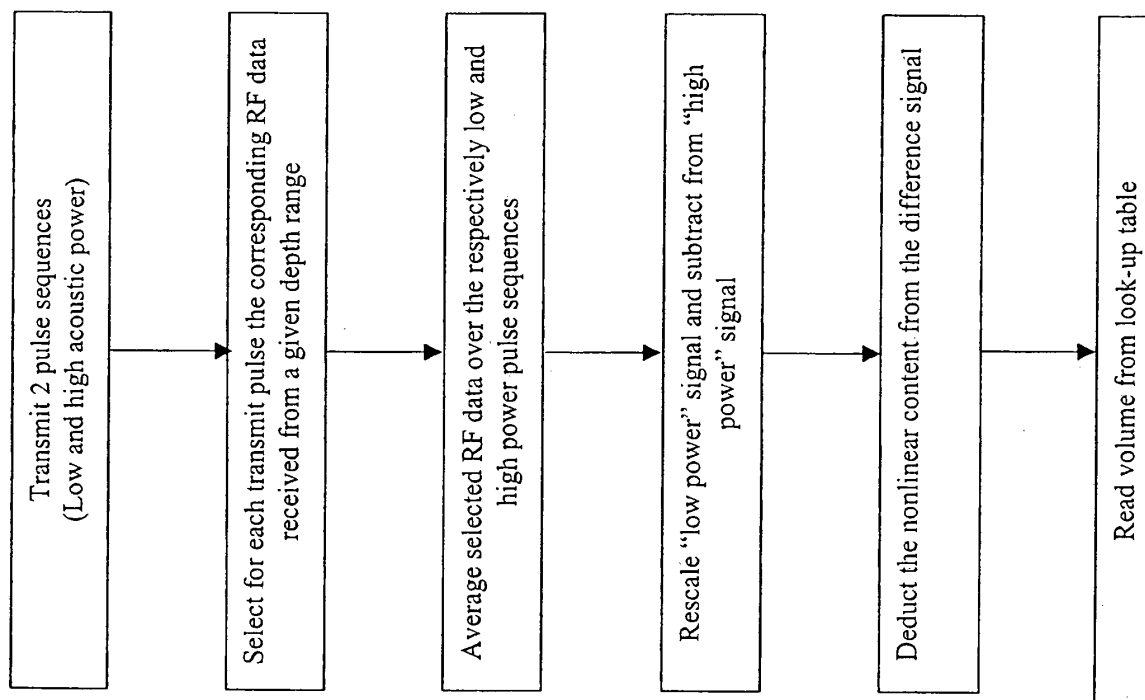 Transmit 2 pulse sequences
(Low and high acoustic power)
Select for each transmit pulse the corresponding RF data
received from a given depth range
Average selected RF data over the respectively low and
high power pulse sequences
Rescale “low power” signal and subtract from “high
power” signal
Deduct the nonlinear content from the difference signal
Read volume from look-up table